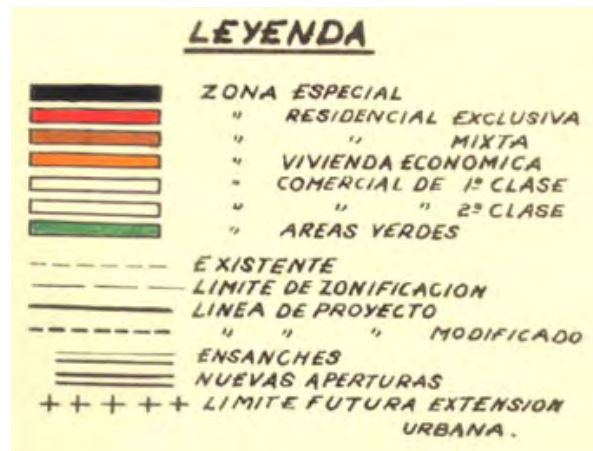 LEYENDA
ZONA ESPECIAL
" RESIDENCIAL EXCLUSIVA
" " MIXTA
" VIVIENDA ECONOMICA
" COMERCIAL DE 1ª CLASE
" " " 2ª CLASE
" AREAS VERDES
EXISTENTE
LIMITE DE ZONIFICACION
LINEA DE PROYECTO
" " " MODIFICADO
ENSANCHES
NUEVAS APERTURAS
LIMITE FUTURA EXTENSION
URBANA.